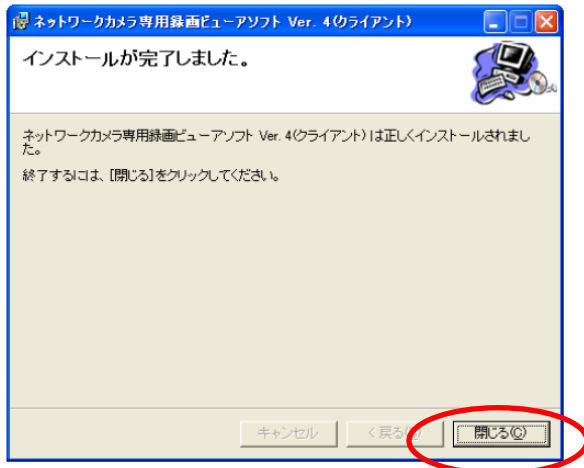 ネットワークカメラ専用録画ビューアソフト Ver. 4(クライアント)
インストールが完了しました。
ネットワークカメラ専用録画ビューアソフト Ver. 4(クライアント) は正しくインストールされまし
た。
終了するには、[閉じる]をクリックしてください。
キャンセル
< 戻る
閉じる(C)